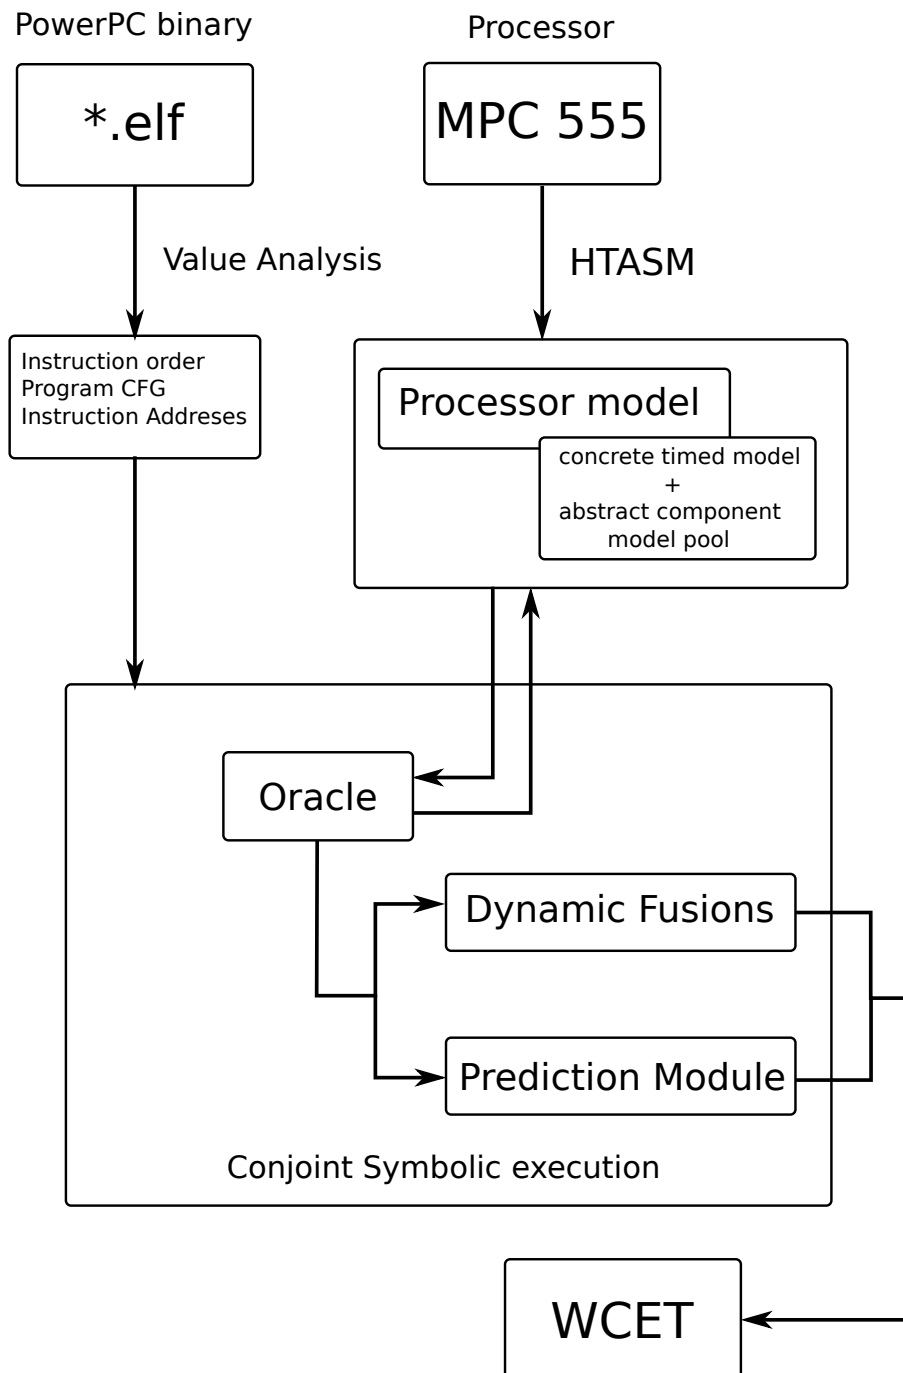 PowerPC binary
Processor
*.elf
MPC 555
Value Analysis
HTASM
Instruction order
Program CFG
Instruction Addreses
Processor model
concrete timed model
+
abstract component
model pool
Oracle
Dynamic Fusions
Prediction Module
Conjoint Symbolic execution
WCET